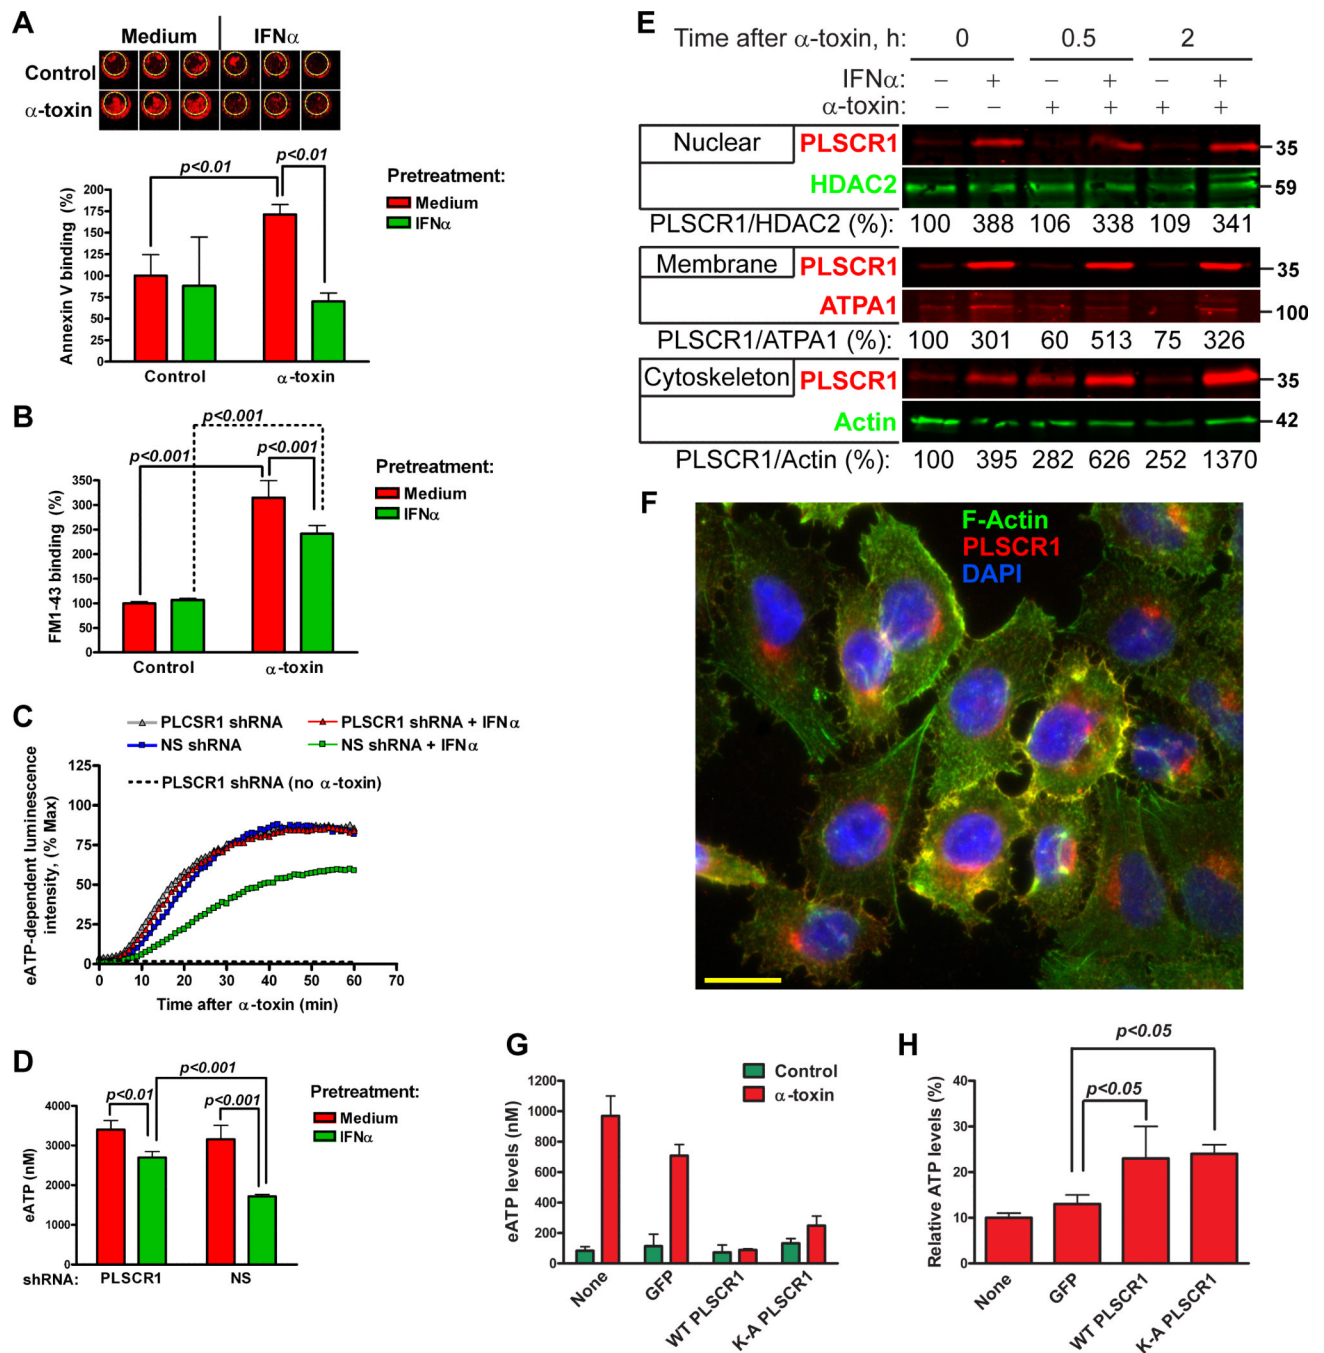 A
Medium IFNα
Control
α-toxin
p<0.01
p<0.01
Pretreatment:
Medium
IFNα
Annexin V binding (%)
200
175
150
125
100
75
50
25
0
Control α-toxin
B
p<0.001
p<0.001
p<0.001
Pretreatment:
Medium
IFNα
FM1-43 binding (%)
350
300
250
200
150
100
50
0
Control α-toxin
C
PLCSR1 shRNA PLSCR1 shRNA + IFNα
NS shRNA NS shRNA + IFNα
PLSCR1 shRNA (no α-toxin)
eATP-dependent luminescence
intensity, (% Max)
125
100
75
50
25
0
0 10 20 30 40 50 60 70
Time after α-toxin (min)
D
p<0.001
p<0.01
p<0.001
Pretreatment:
Medium
IFNα
eATP (nM)
4000
3000
2000
1000
0
shRNA: PLSCR1 NS
E
Time after α-toxin, h: 0 0.5 2
IFNα: – + – + – +
α-toxin: – – + + + +
Nuclear PLSCR1 35
HDAC2 59
PLSCR1/HDAC2 (%): 100 388 106 338 109 341
Membrane PLSCR1 35
ATPA1 100
PLSCR1/ATPA1 (%): 100 301 60 513 75 326
Cytoskeleton PLSCR1 35
Actin 42
PLSCR1/Actin (%): 100 395 282 626 252 1370
F
F-Actin
PLSCR1
DAPI
G
Control
α-toxin
eATP levels (nM)
1200
1000
800
600
400
200
0
None GFP WT PLSCR1 K-A PLSCR1
H
p<0.05
p<0.05
Relative ATP levels (%)
40
30
20
10
0
None GFP WT PLSCR1 K-A PLSCR1